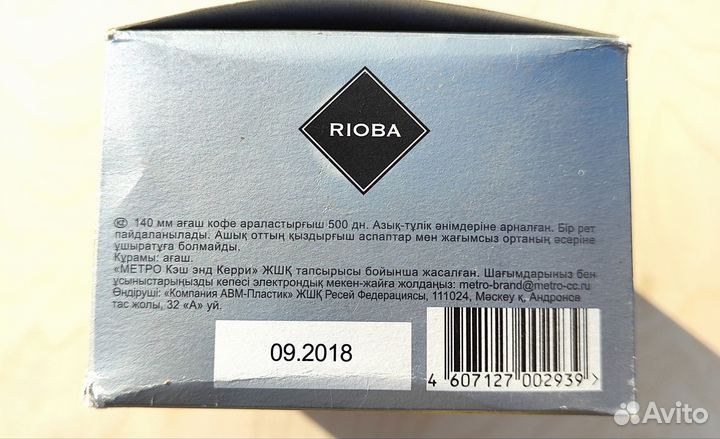 RIOBA
KZ 140 мм ағаш кофе араластырғыш 500 дн. Азық-түлік өнімдеріне арналған. Бір рет
пайдаланылады. Ашық оттың қыздырғыш аспаптар мен жағымсыз ортаның әсеріне
ұшыратуға болмайды.
Құрамы: ағаш.
«МЕТРО Кэш энд Керри» ЖШҚ тапсырысы бойынша жасалған. Шағымдарыңыз бен
ұсыныстарыңызды көпесі электрондық мекен-жайға жолдаңыз: metro-brand@metro-cc.ru
Өндіруші: «Компания АВМ-Пластик» ЖШҚ Ресей Федерациясы, 111024, Мәскеу қ, Андронов
тас жолы, 32 «А» үй.
09.2018
4 607127 002939 >
Avito